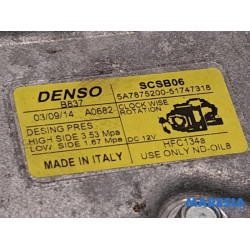 DENSO
SCSB06
B837
5A7875200-51747318
03/09/14 A0682
CLOCK WISE
ROTATION
DESING PRES
HIGH SIDE 3.53 Mpa
LOW SIDE 1.67 Mpa
DC 12V
HFC134a
MADE IN ITALY
USE ONLY ND-OIL8